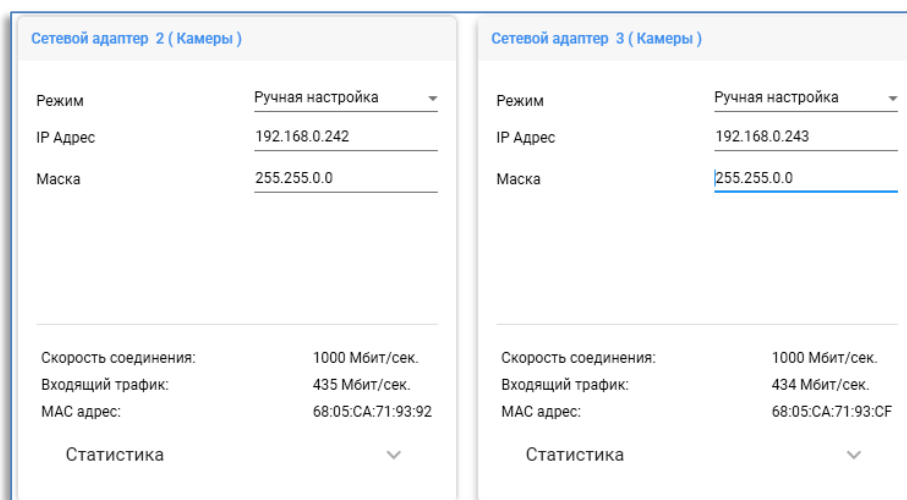 Сетевой адаптер 2 ( Камеры )
Режим Ручная настройка
IP Адрес 192.168.0.242
Маска 255.255.0.0
Скорость соединения: 1000 Мбит/сек.
Входящий трафик: 435 Мбит/сек.
MAC адрес: 68:05:CA:71:93:92
Статистика
Сетевой адаптер 3 ( Камеры )
Режим Ручная настройка
IP Адрес 192.168.0.243
Маска 255.255.0.0
Скорость соединения: 1000 Мбит/сек.
Входящий трафик: 434 Мбит/сек.
MAC адрес: 68:05:CA:71:93:CF
Статистика